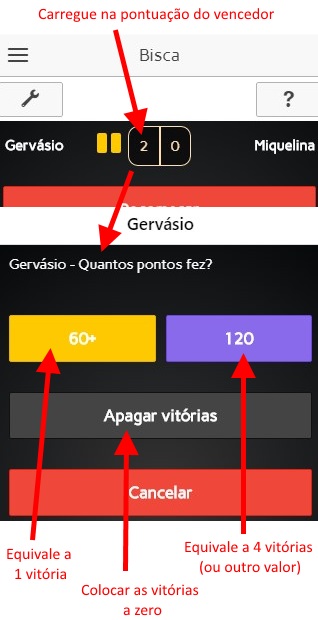 Carregue na pontuação do vencedor
Bisca
?
Gervásio 2 0 Miquelina
Recomeçar
Gervásio
Gervásio - Quantos pontos fez?
60+ 120
Apagar vitórias
Cancelar
Equivale a
1 vitória
Equivale a 4 vitórias
(ou outro valor)
Colocar as vitórias
a zero